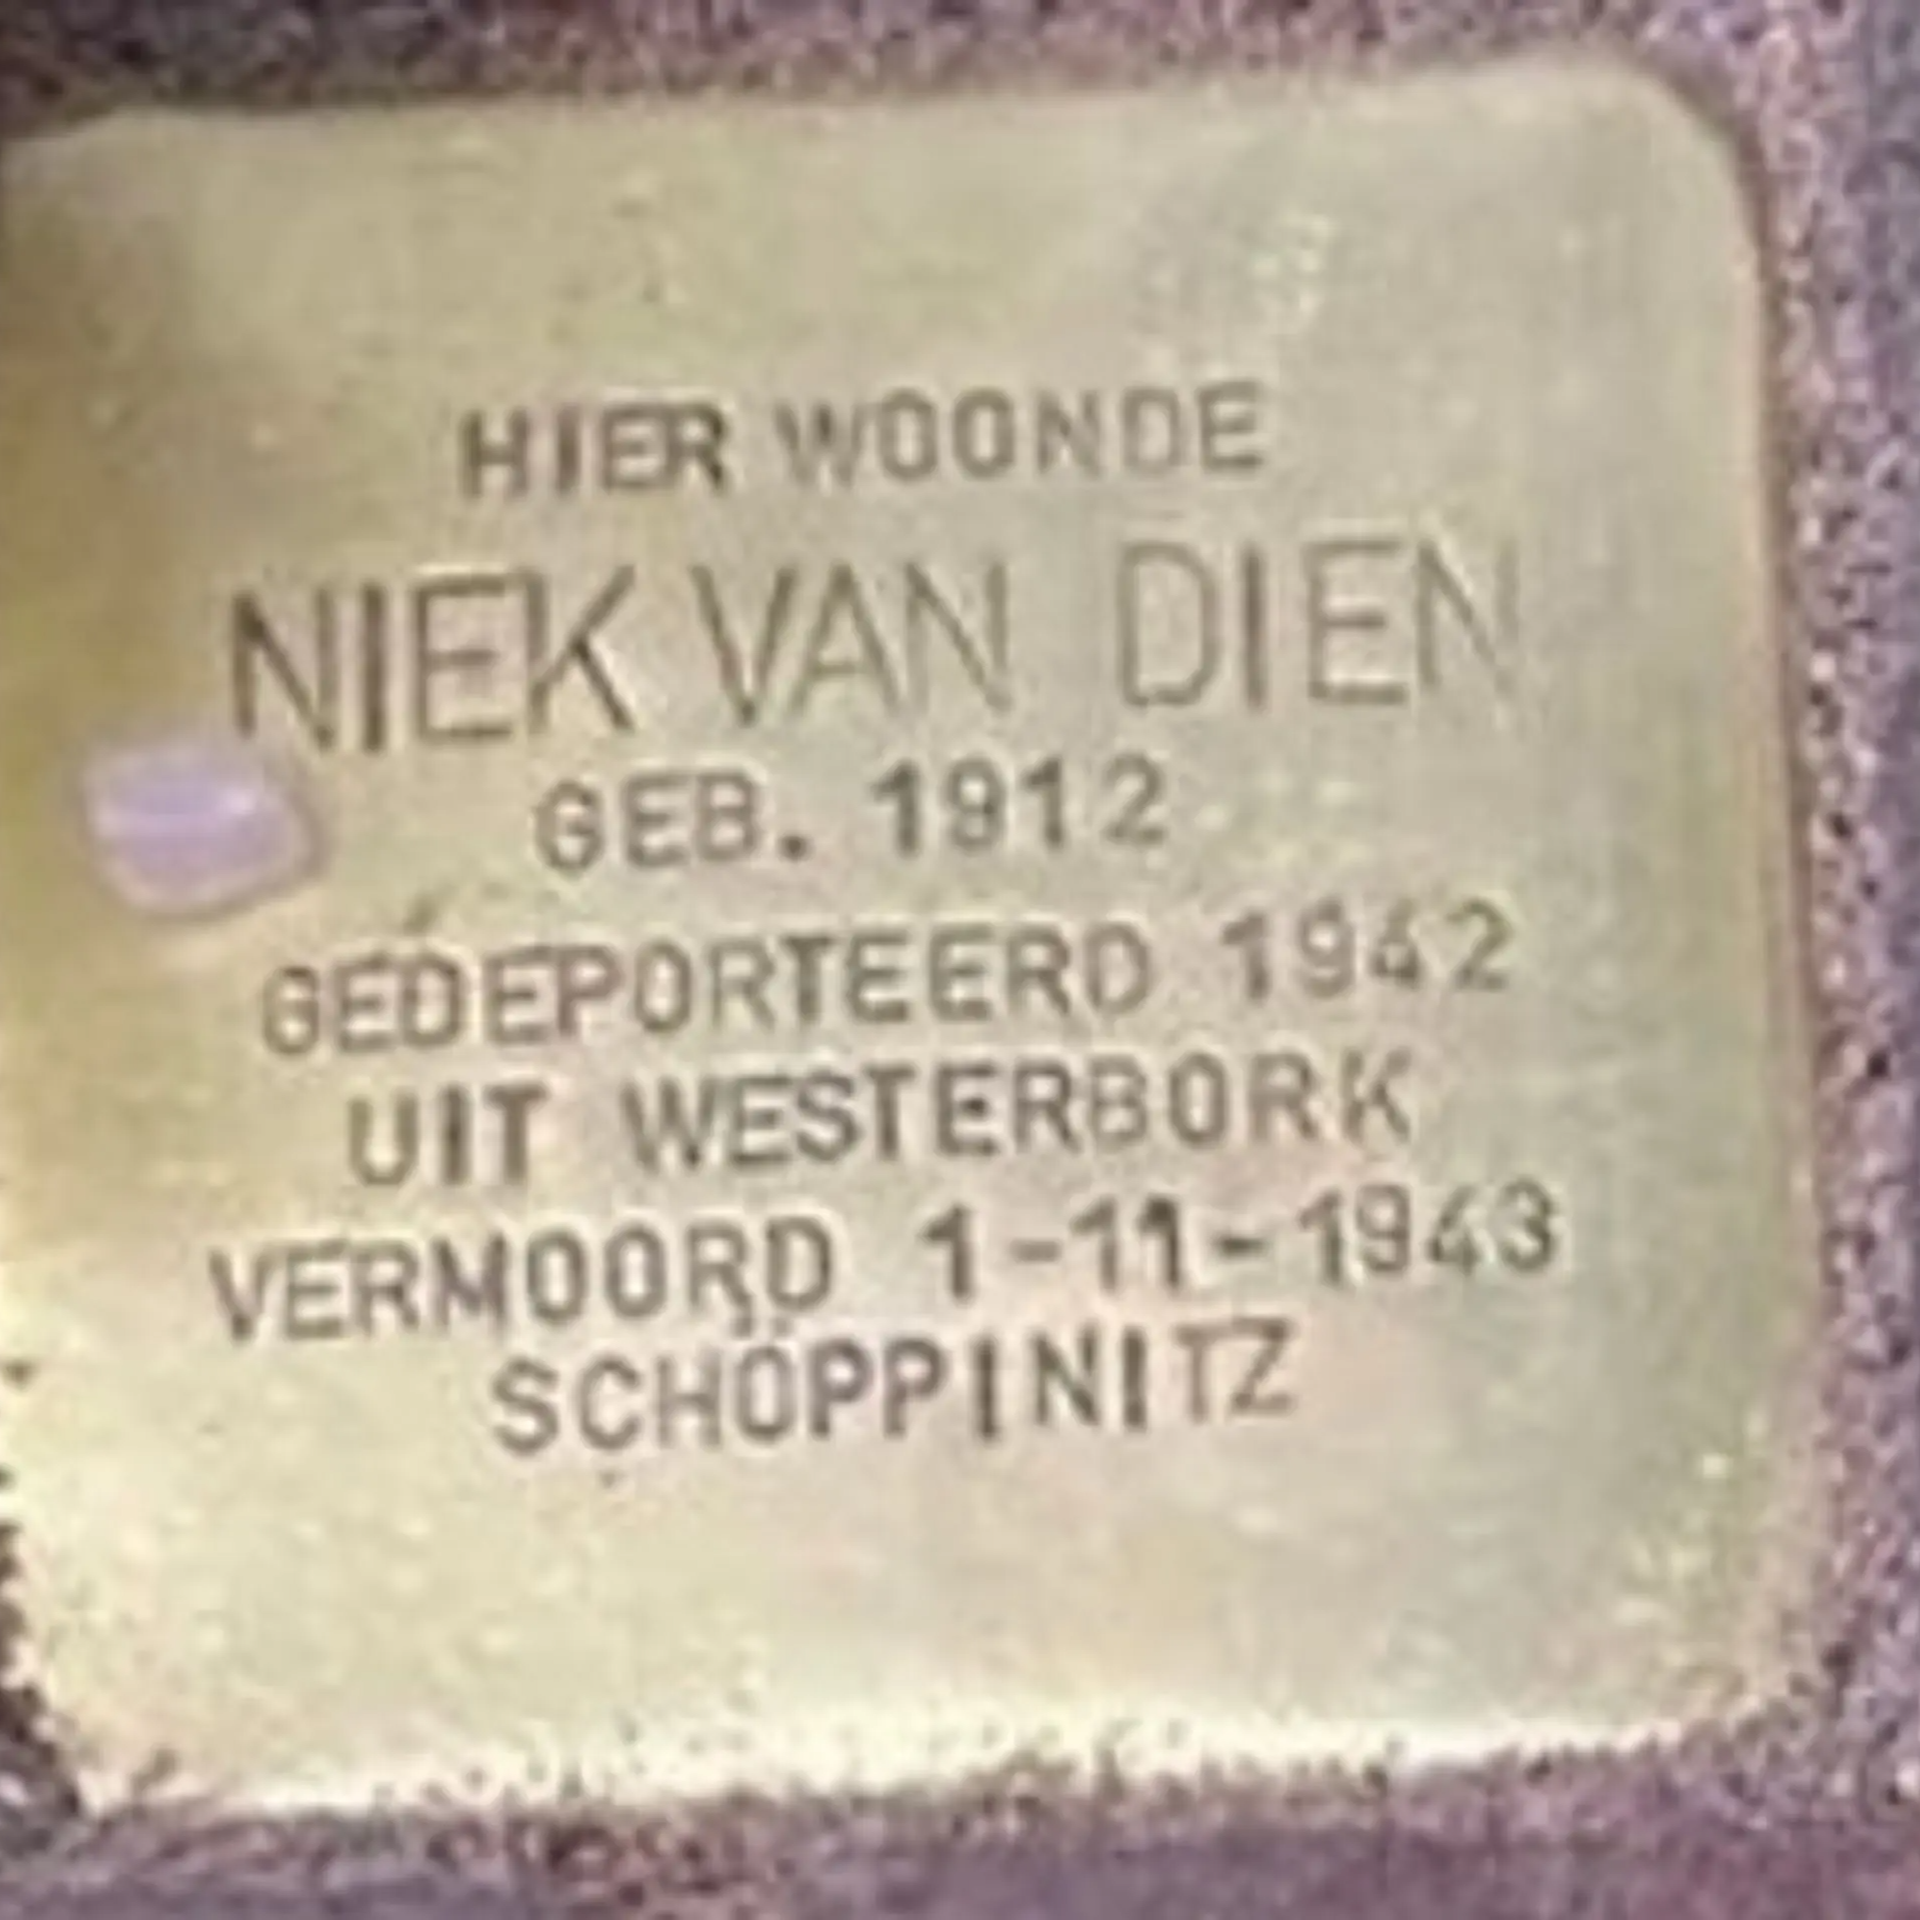 HIER WOONDE
NIEK VAN DIEN
GEB. 1912
GEDEPORTEERD 1942
UIT WESTERBORK
VERMOORD 1-11-1943
SCHÖPPINITZ